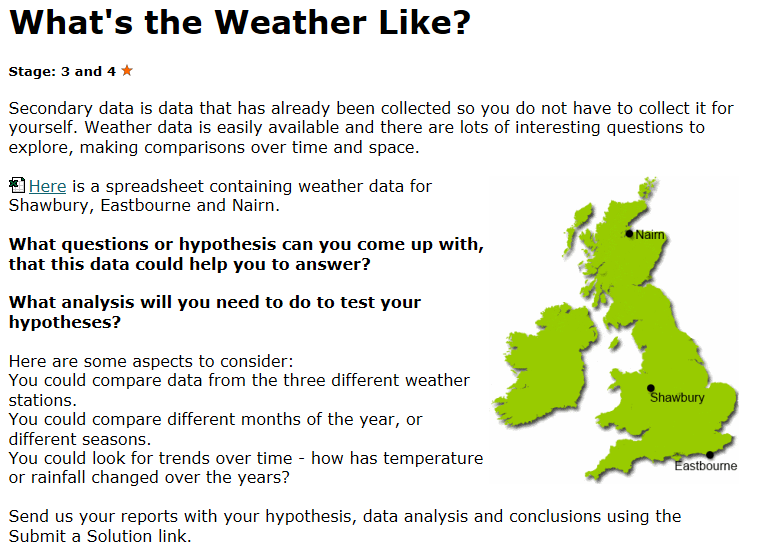 What's the Weather Like?
Stage: 3 and 4
Secondary data is data that has already been collected so you do not have to collect it for
yourself. Weather data is easily available and there are lots of interesting questions to
explore, making comparisons over time and space.
Here is a spreadsheet containing weather data for
Shawbury, Eastbourne and Nairn.
What questions or hypothesis can you come up with,
that this data could help you to answer?
What analysis will you need to do to test your
hypotheses?
Here are some aspects to consider:
You could compare data from the three different weather
stations.
You could compare different months of the year, or
different seasons.
You could look for trends over time - how has temperature
or rainfall changed over the years?
Nairn
Shawbury
Eastbourne
Send us your reports with your hypothesis, data analysis and conclusions using the
Submit a Solution link.